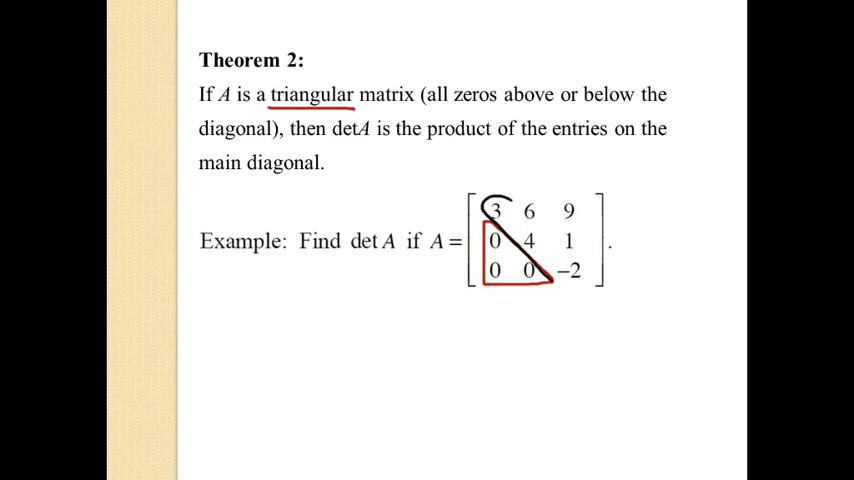 Theorem 2:
If A is a triangular matrix (all zeros above or below the
diagonal), then detA is the product of the entries on the
main diagonal.
3 6 9
Example: Find det A if A = [ 0 4 1 ].
0 0 −2